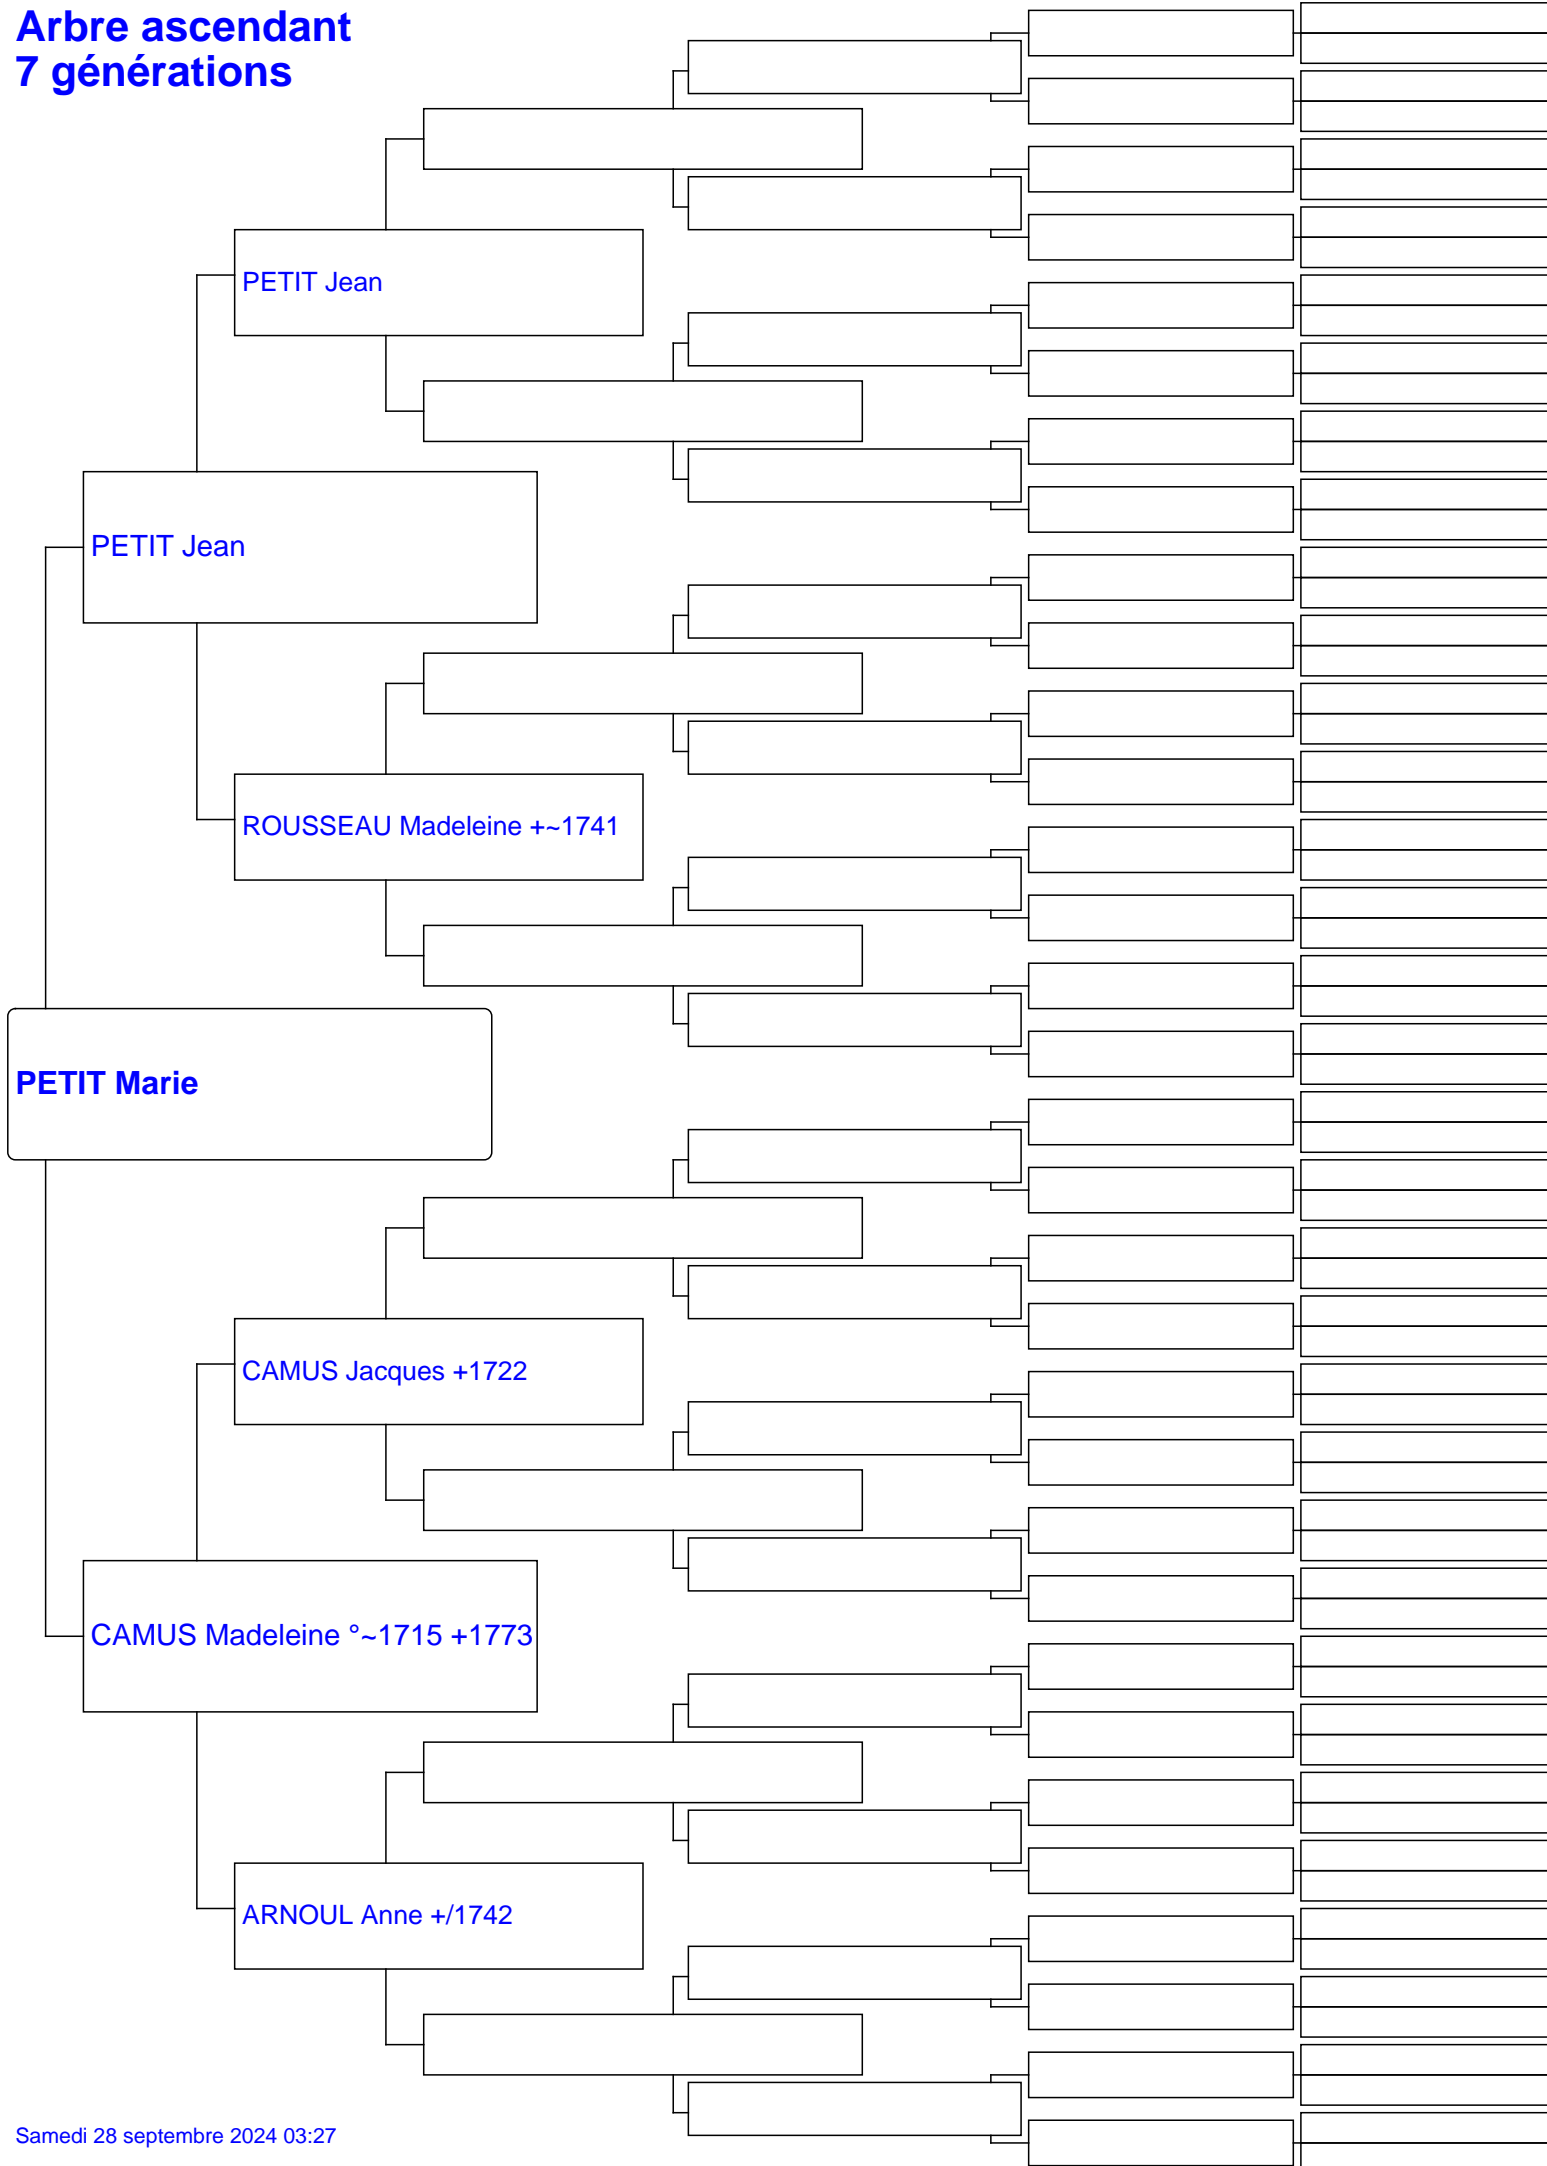 Arbre ascendant
7 générations
PETIT Jean
PETIT Jean
ROUSSEAU Madeleine +~1741
PETIT Marie
CAMUS Jacques +1722
CAMUS Madeleine °~1715 +1773
ARNOUL Anne +/1742
Samedi 28 septembre 2024 03:27